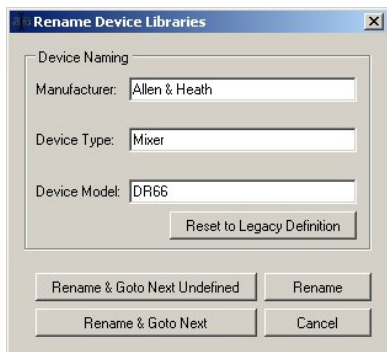 Rename Device Libraries
Device Naming
Manufacturer: Allen & Heath
Device Type: Mixer
Device Model: DR66
Reset to Legacy Definition
Rename & Goto Next Undefined Rename
Rename & Goto Next Cancel